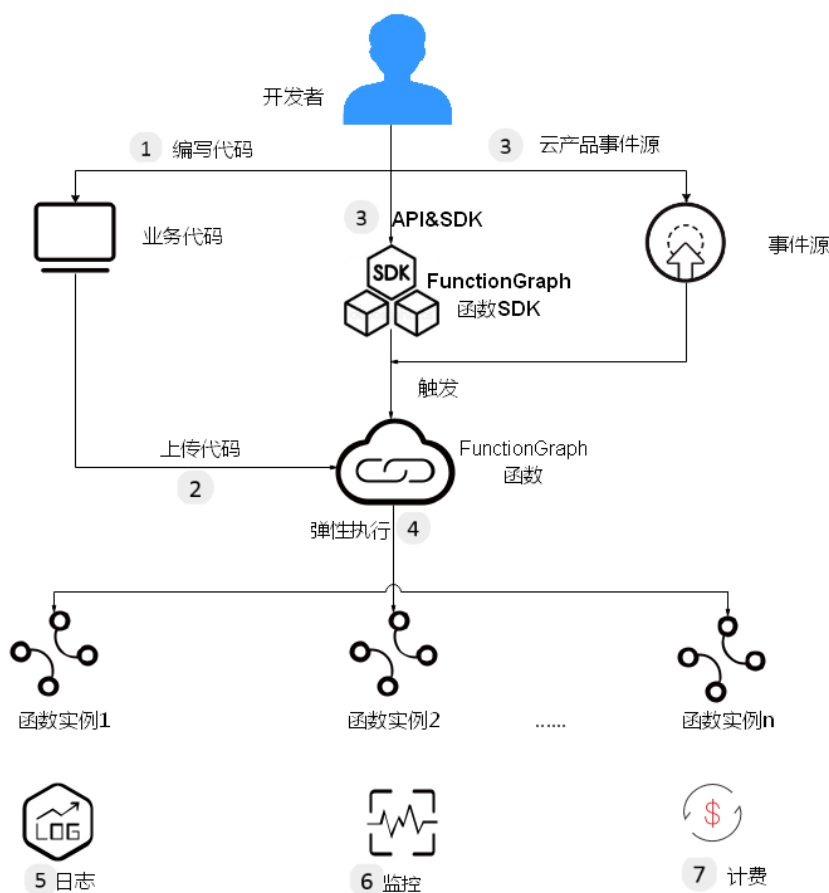 开发者
1 编写代码
3 云产品事件源
业务代码
3 API&SDK
事件源
SDK
FunctionGraph
函数SDK
触发
上传代码
2
FunctionGraph
函数
弹性执行 4
函数实例1
函数实例2
......
函数实例n
LOG
$
5 日志
6 监控
7 计费